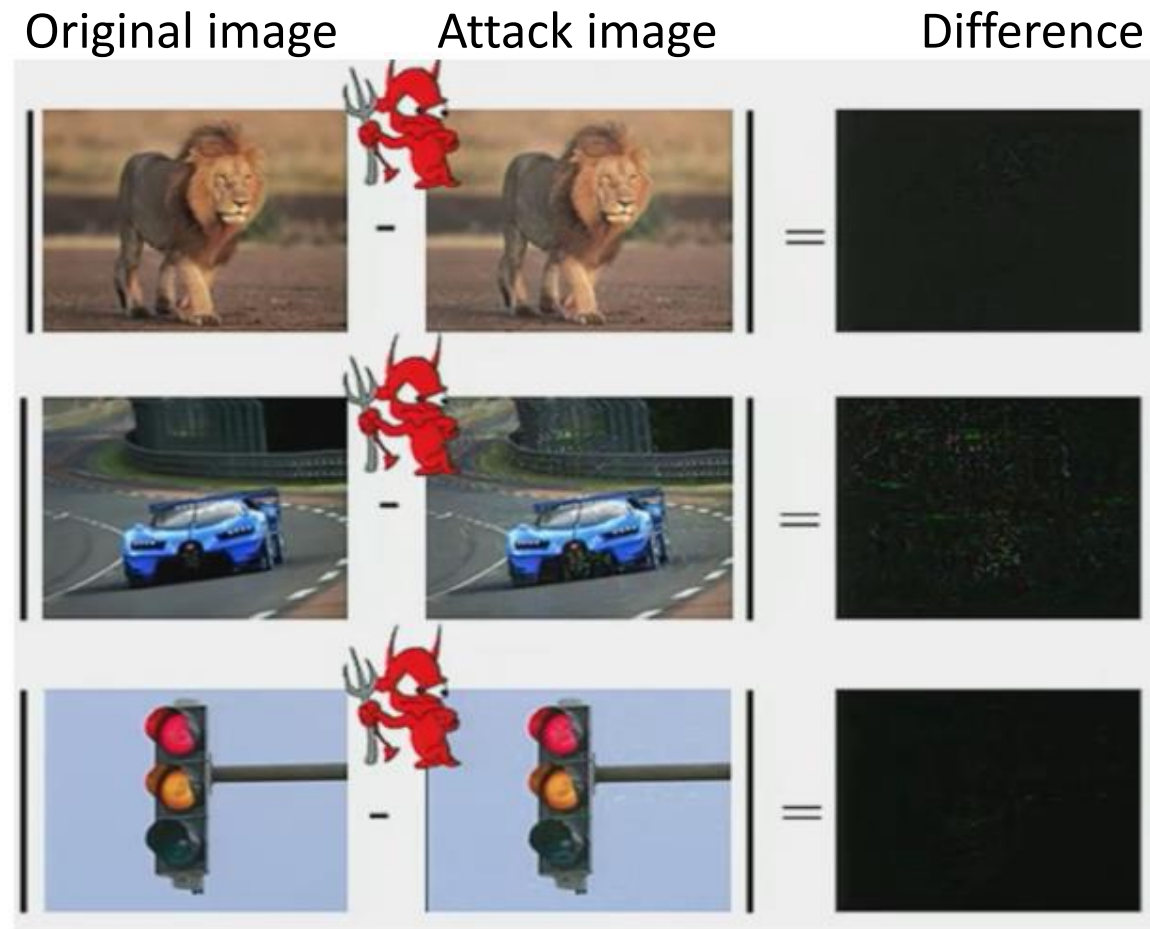 Original image Attack image Difference
- =
- =
- =